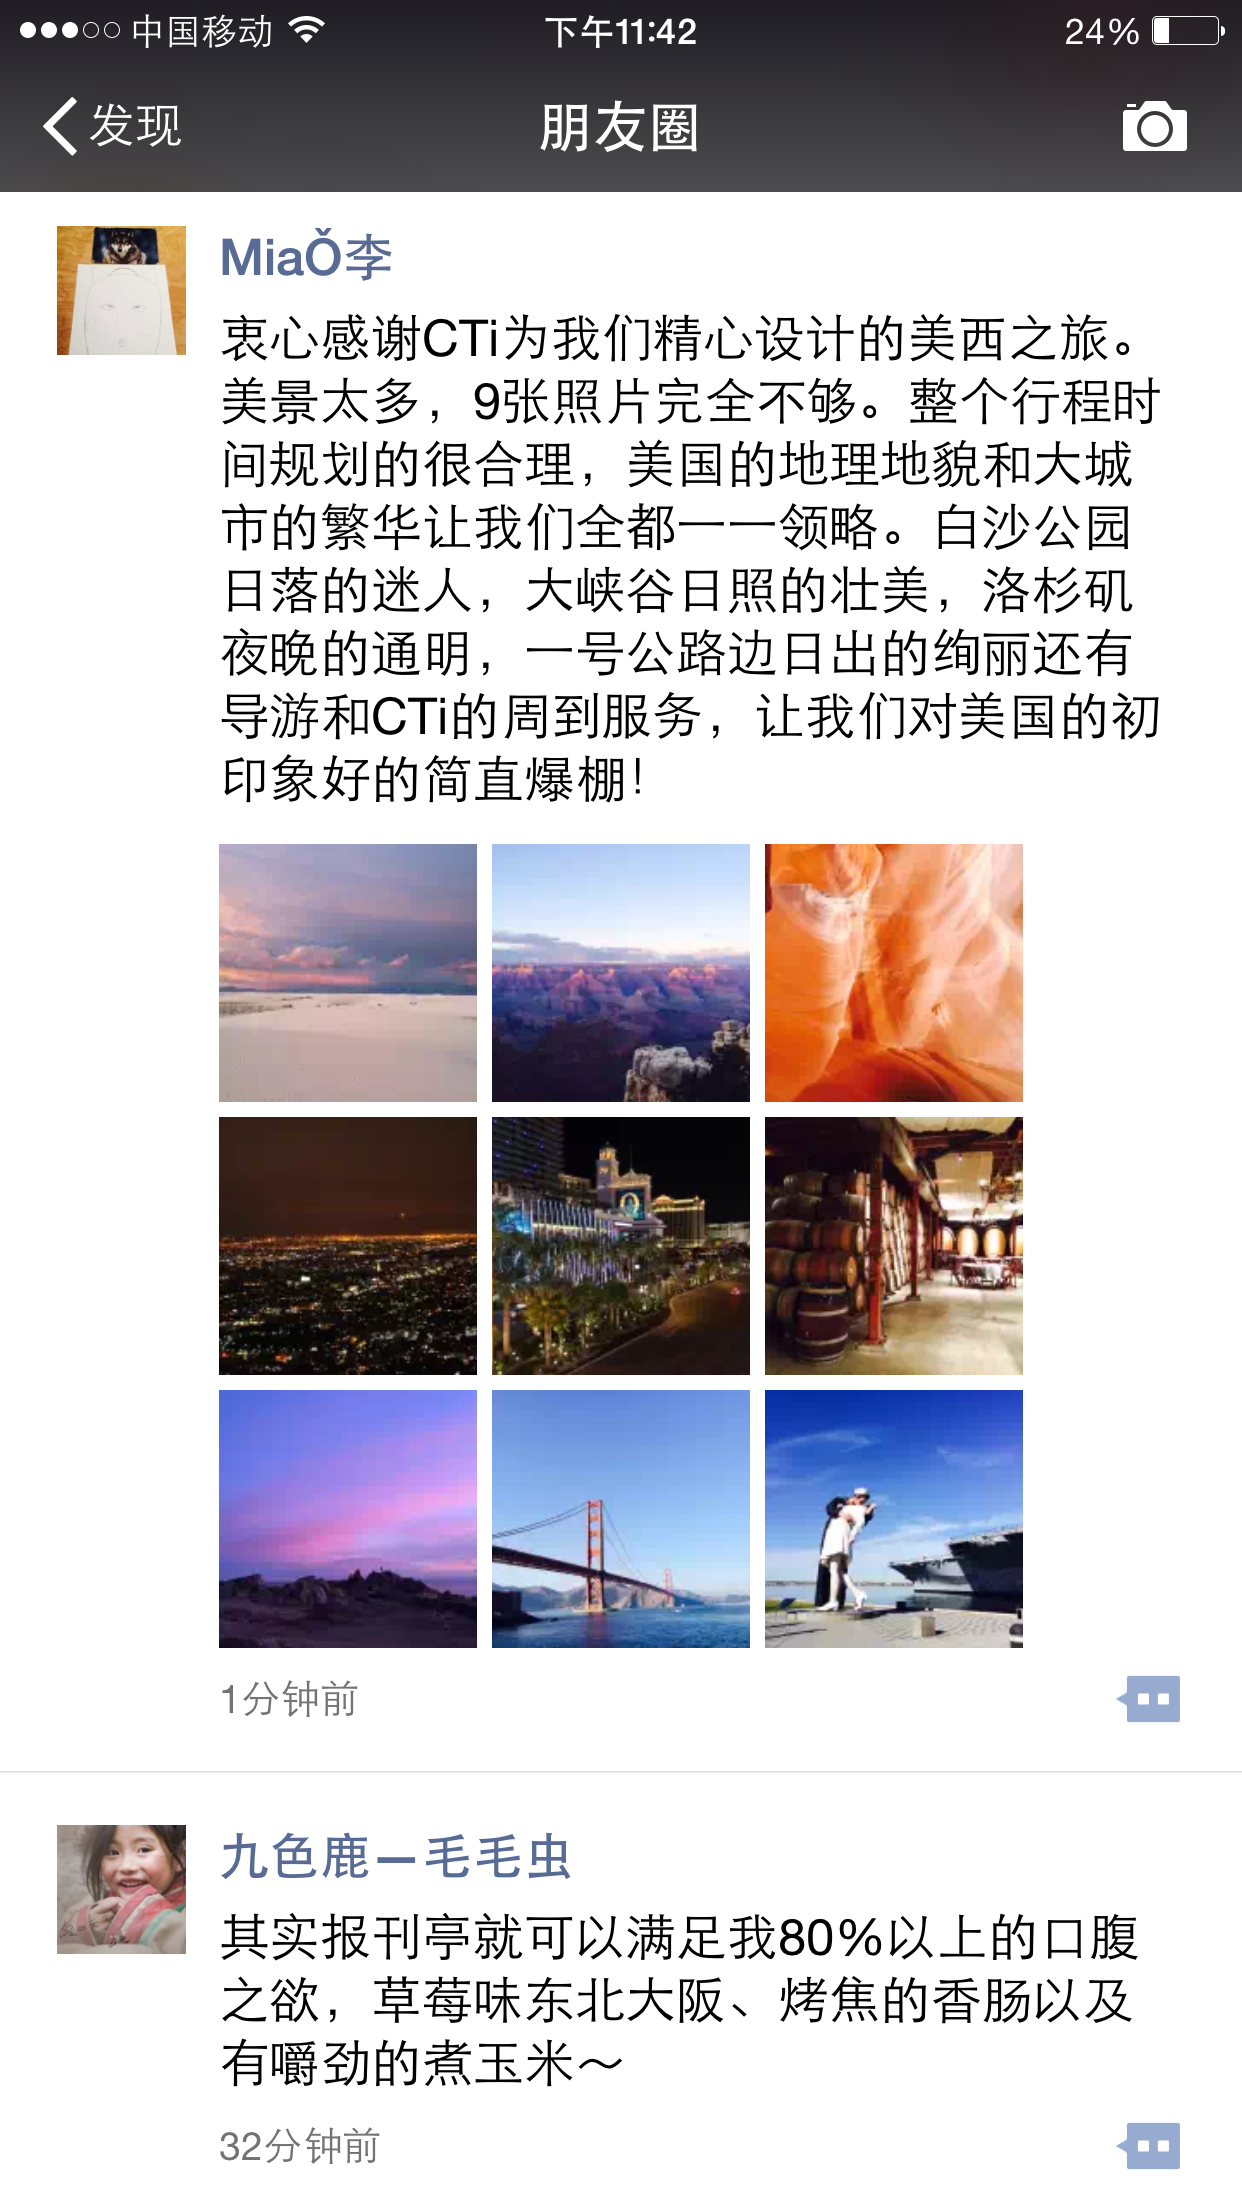 中国移动 下午11:42 24%
发现 朋友圈
MiaǑ李
衷心感谢CTi为我们精心设计的美西之旅。
美景太多，9张照片完全不够。整个行程时
间规划的很合理，美国的地理地貌和大城
市的繁华让我们全都一一领略。白沙公园
日落的迷人，大峡谷日照的壮美，洛杉矶
夜晚的通明，一号公路边日出的绚丽还有
导游和CTi的周到服务，让我们对美国的初
印象好的简直爆棚！
1分钟前
九色鹿—毛毛虫
其实报刊亭就可以满足我80%以上的口腹
之欲，草莓味东北大阪、烤焦的香肠以及
有嚼劲的煮玉米～
32分钟前